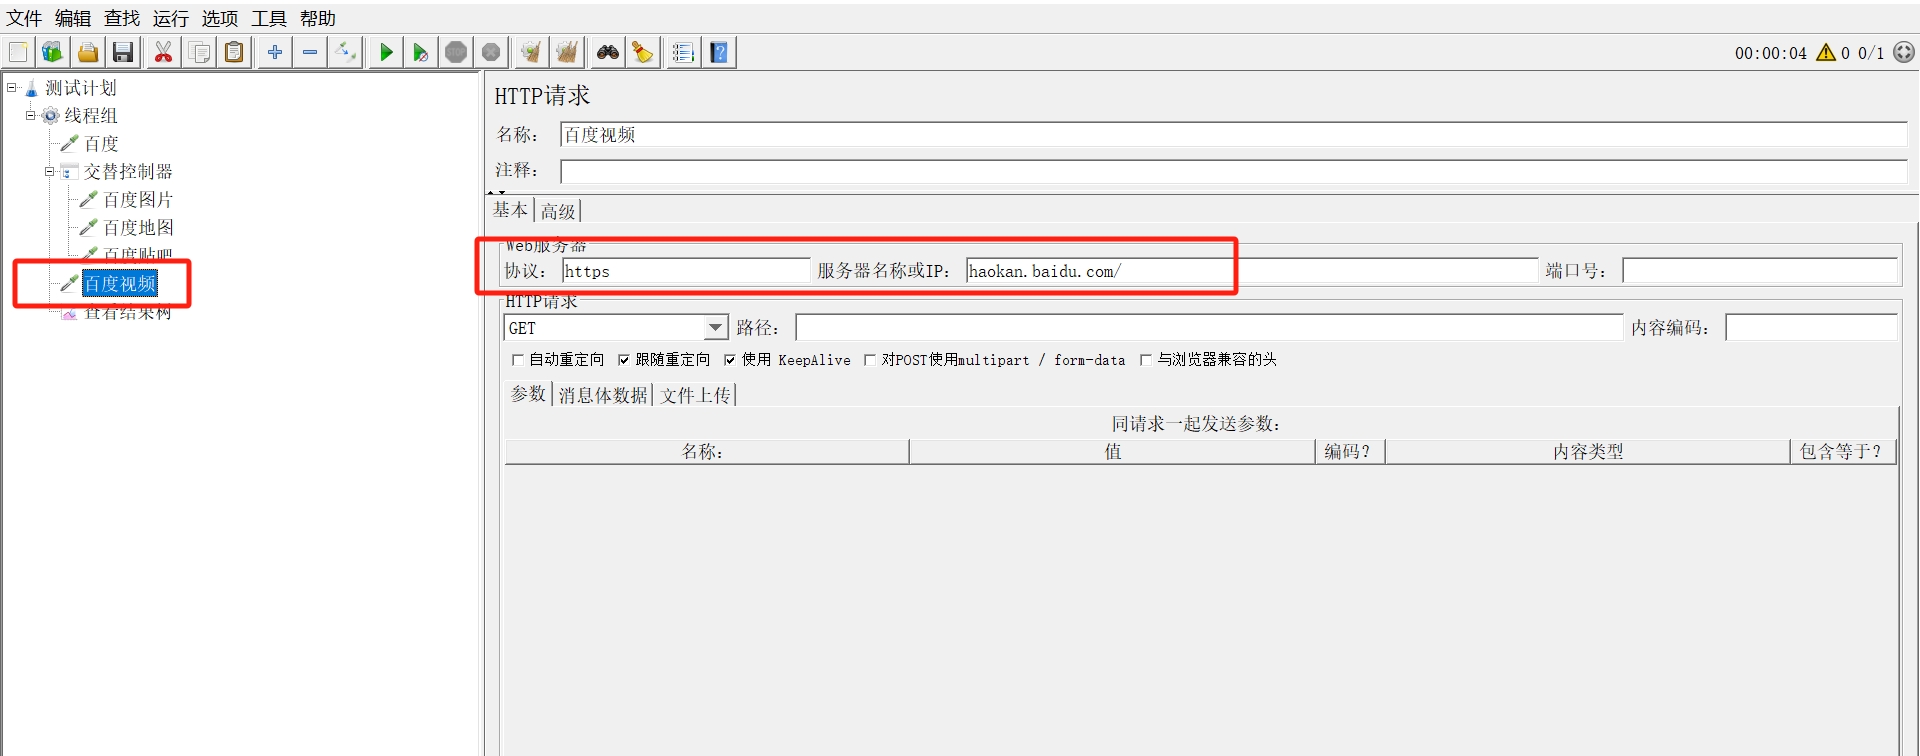 文件 编辑 查找 运行 选项 工具 帮助
00:00:04 0 0/1
测试计划
线程组
百度
交替控制器
百度图片
百度地图
百度贴吧
百度视频
查看结果树
HTTP请求
名称： 百度视频
注释：
基本 高级
Web服务器
协议： https 服务器名称或IP： haokan.baidu.com/ 端口号：
HTTP请求
GET 路径： 内容编码：
自动重定向 跟随重定向 使用 KeepAlive 对POST使用multipart / form-data 与浏览器兼容的头
参数 消息体数据 文件上传
同请求一起发送参数：
名称： 值 编码？ 内容类型 包含等于？